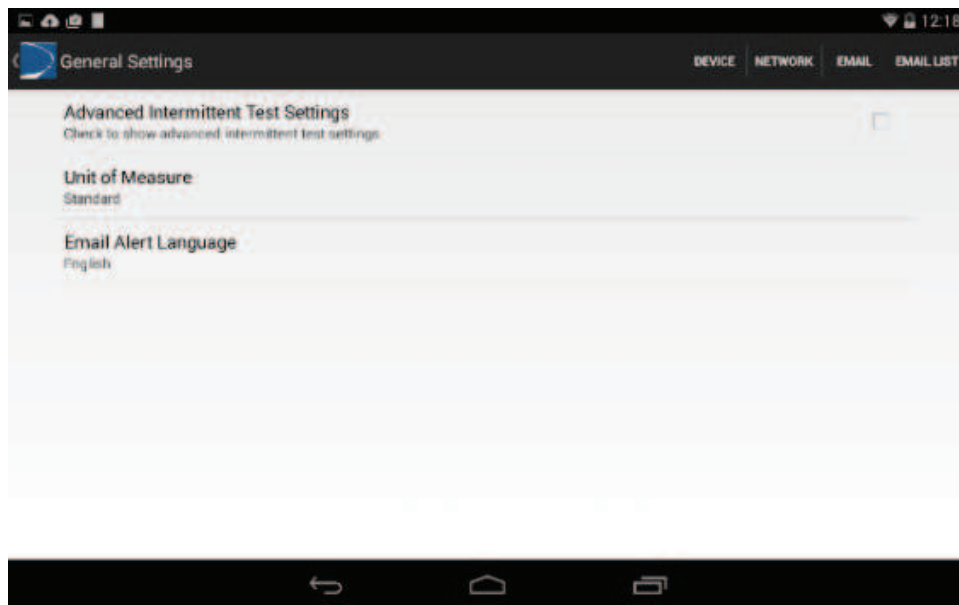 12:18
General Settings
DEVICE NETWORK EMAIL EMAIL LIST
Advanced Intermittent Test Settings
Check to show advanced intermittent test settings
Unit of Measure
Standard
Email Alert Language
English